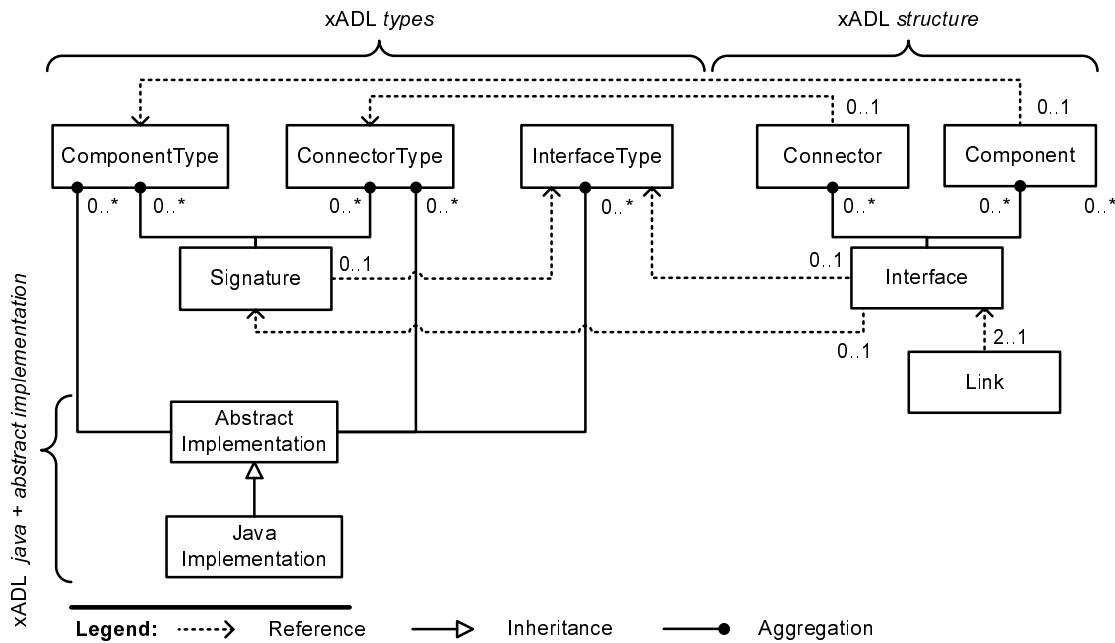 xADL types
xADL structure
0..1
0..1
ComponentType
ConnectorType
InterfaceType
Connector
Component
0..*
0..*
0..*
0..*
0..*
0..*
0..*
0..*
Signature
0..1
0..1
Interface
0..1
2..1
Link
xADL java + abstract implementation
Abstract
Implementation
Java
Implementation
Legend:
Reference
Inheritance
Aggregation